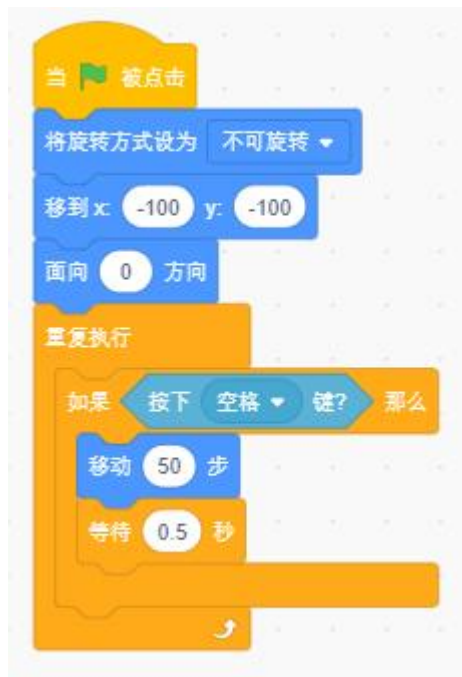 当 被点击
将旋转方式设为 不可旋转
移到 x: -100 y: -100
面向 0 方向
重复执行
如果 按下 空格 键? 那么
移动 50 步
等待 0.5 秒